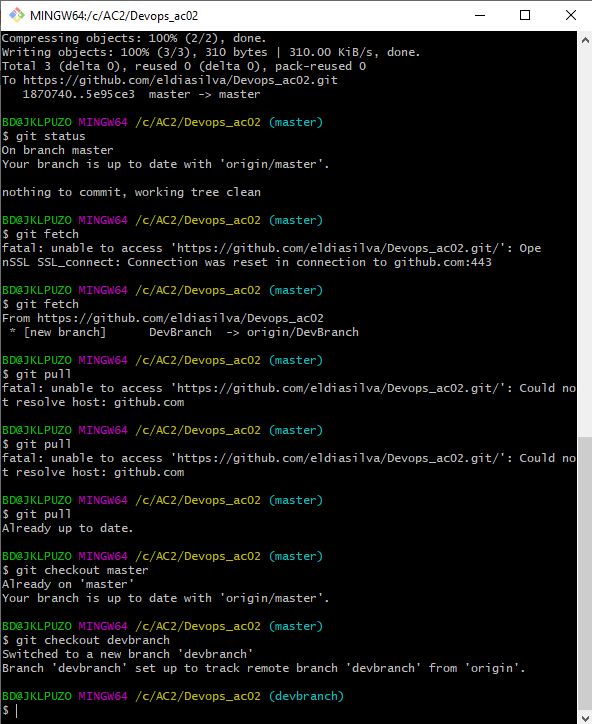 MINGW64:/c/AC2/Devops_ac02
Compressing objects: 100% (2/2), done.
Writing objects: 100% (3/3), 310 bytes | 310.00 KiB/s, done.
Total 3 (delta 0), reused 0 (delta 0), pack-reused 0
To https://github.com/eldiasilva/Devops_ac02.git
   1870740..5e95ce3  master -> master
BD@JKLPUZO MINGW64 /c/AC2/Devops_ac02 (master)
$ git status
On branch master
Your branch is up to date with 'origin/master'.
nothing to commit, working tree clean
BD@JKLPUZO MINGW64 /c/AC2/Devops_ac02 (master)
$ git fetch
fatal: unable to access 'https://github.com/eldiasilva/Devops_ac02.git/': Ope
nSSL SSL_connect: Connection was reset in connection to github.com:443
BD@JKLPUZO MINGW64 /c/AC2/Devops_ac02 (master)
$ git fetch
From https://github.com/eldiasilva/Devops_ac02
 * [new branch]      DevBranch  -> origin/DevBranch
BD@JKLPUZO MINGW64 /c/AC2/Devops_ac02 (master)
$ git pull
fatal: unable to access 'https://github.com/eldiasilva/Devops_ac02.git/': Could no
t resolve host: github.com
BD@JKLPUZO MINGW64 /c/AC2/Devops_ac02 (master)
$ git pull
fatal: unable to access 'https://github.com/eldiasilva/Devops_ac02.git/': Could no
t resolve host: github.com
BD@JKLPUZO MINGW64 /c/AC2/Devops_ac02 (master)
$ git pull
Already up to date.
BD@JKLPUZO MINGW64 /c/AC2/Devops_ac02 (master)
$ git checkout master
Already on 'master'
Your branch is up to date with 'origin/master'.
BD@JKLPUZO MINGW64 /c/AC2/Devops_ac02 (master)
$ git checkout devbranch
Switched to a new branch 'devbranch'
Branch 'devbranch' set up to track remote branch 'devbranch' from 'origin'.
BD@JKLPUZO MINGW64 /c/AC2/Devops_ac02 (devbranch)
$